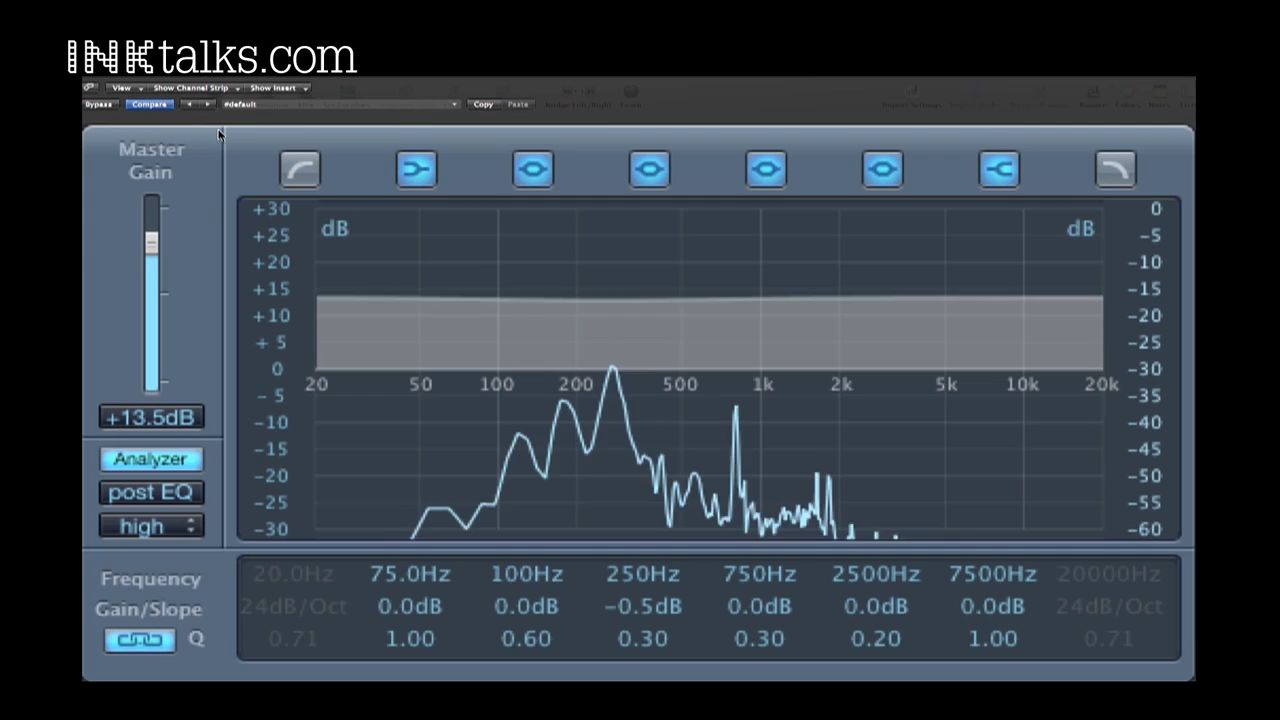 INKtalks.com
View Show Channel Strip Show Insert
Bypass Compare #default Copy Paste
Master
Gain
+30 dB dB 0
+25 -5
+20 -10
+15 -15
+10 -20
+ 5 -25
0 -30
20 50 100 200 500 1k 2k 5k 10k 20k
- 5 -35
-10 -40
-15 -45
-20 -50
-25 -55
-30 -60
+13.5dB
Analyzer
post EQ
high
Frequency 20.0Hz 75.0Hz 100Hz 250Hz 750Hz 2500Hz 7500Hz 20000Hz
Gain/Slope 24dB/Oct 0.0dB 0.0dB -0.5dB 0.0dB 0.0dB 0.0dB 24dB/Oct
Q 0.71 1.00 0.60 0.30 0.30 0.20 1.00 0.71